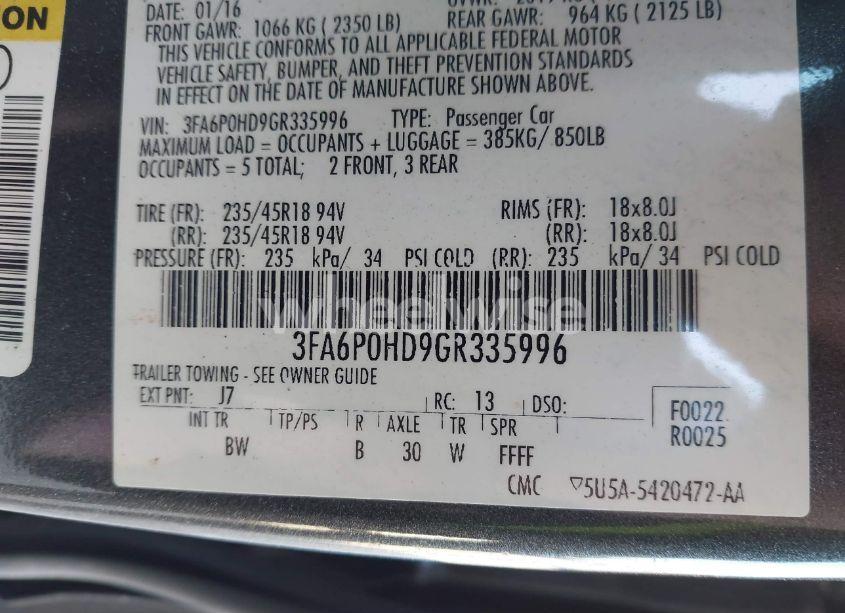 ION
DATE: 01/16
FRONT GAWR: 1066 KG ( 2350 LB)
REAR GAWR: 964 KG ( 2125 LB)
THIS VEHICLE CONFORMS TO ALL APPLICABLE FEDERAL MOTOR
VEHICLE SAFETY, BUMPER, AND THEFT PREVENTION STANDARDS
IN EFFECT ON THE DATE OF MANUFACTURE SHOWN ABOVE.
VIN: 3FA6P0HD9GR335996 TYPE: Passenger Car
MAXIMUM LOAD = OCCUPANTS + LUGGAGE = 385KG/ 850LB
OCCUPANTS = 5 TOTAL; 2 FRONT, 3 REAR
TIRE (FR): 235/45R18 94V RIMS (FR): 18x8.0J
(RR): 235/45R18 94V (RR): 18x8.0J
PRESSURE (FR): 235 kPa/ 34 PSI COLD (RR): 235 kPa/ 34 PSI COLD
wheelwise
3FA6P0HD9GR335996
TRAILER TOWING - SEE OWNER GUIDE
EXT PNT: J7 RC: 13 DSO:
INT TR TP/PS R AXLE TR SPR
BW B 30 W FFFF
F0022
R0025
CMC ▽5U5A-5420472-AA